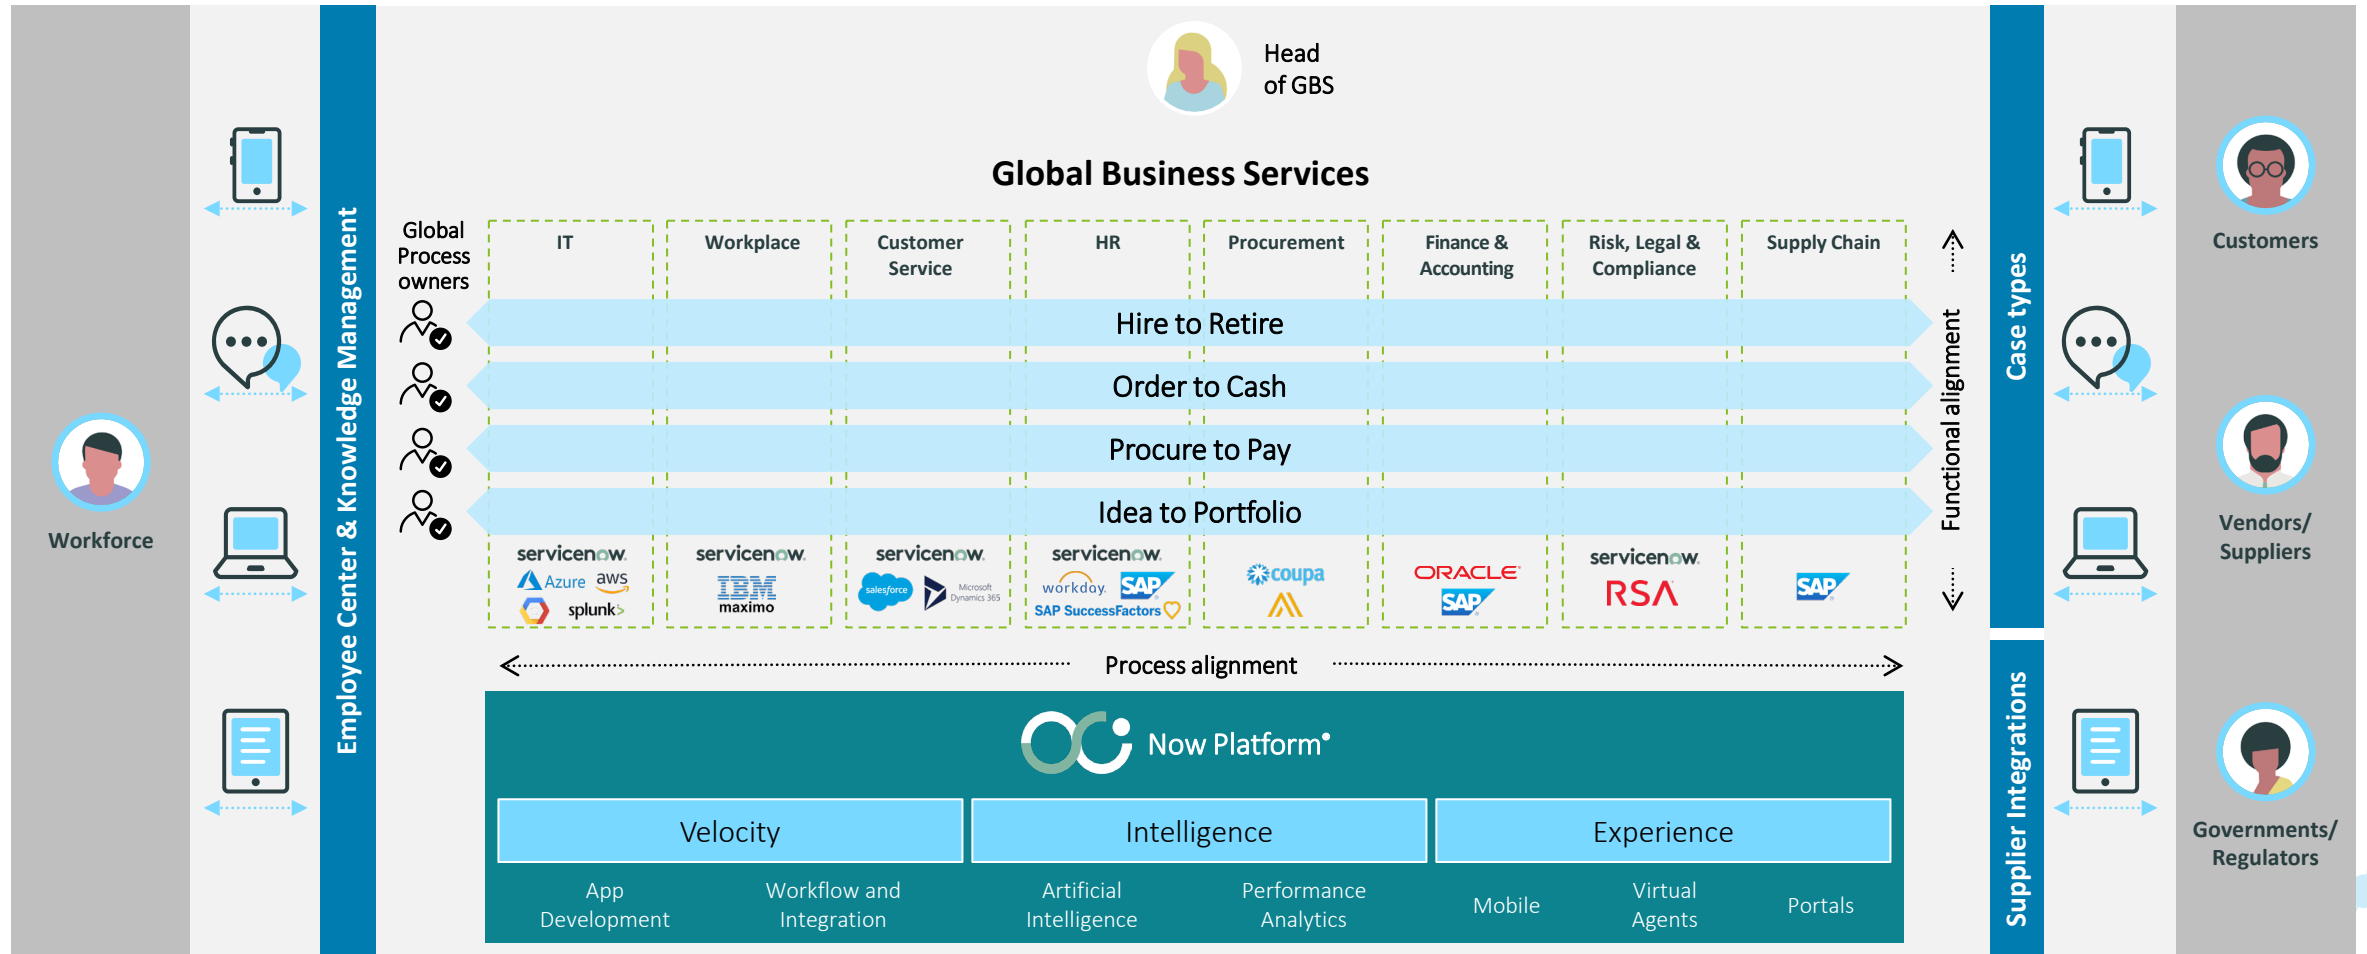 Head
of GBS
Global Business Services
Workforce
Employee Center & Knowledge Management
Global
Process
owners
IT
Workplace
Customer
Service
HR
Procurement
Finance &
Accounting
Risk, Legal &
Compliance
Supply Chain
Hire to Retire
Order to Cash
Procure to Pay
Idea to Portfolio
servicenow.
Azure
aws
splunk>
servicenow.
IBM
maximo
servicenow.
salesforce
Microsoft
Dynamics 365
servicenow.
workday.
SAP
SAP SuccessFactors
coupa
ORACLE
SAP
servicenow.
RSA
SAP
Functional alignment
Process alignment
Now Platform®
Velocity
Intelligence
Experience
App
Development
Workflow and
Integration
Artificial
Intelligence
Performance
Analytics
Mobile
Virtual
Agents
Portals
Case types
Supplier Integrations
Customers
Vendors/
Suppliers
Governments/
Regulators